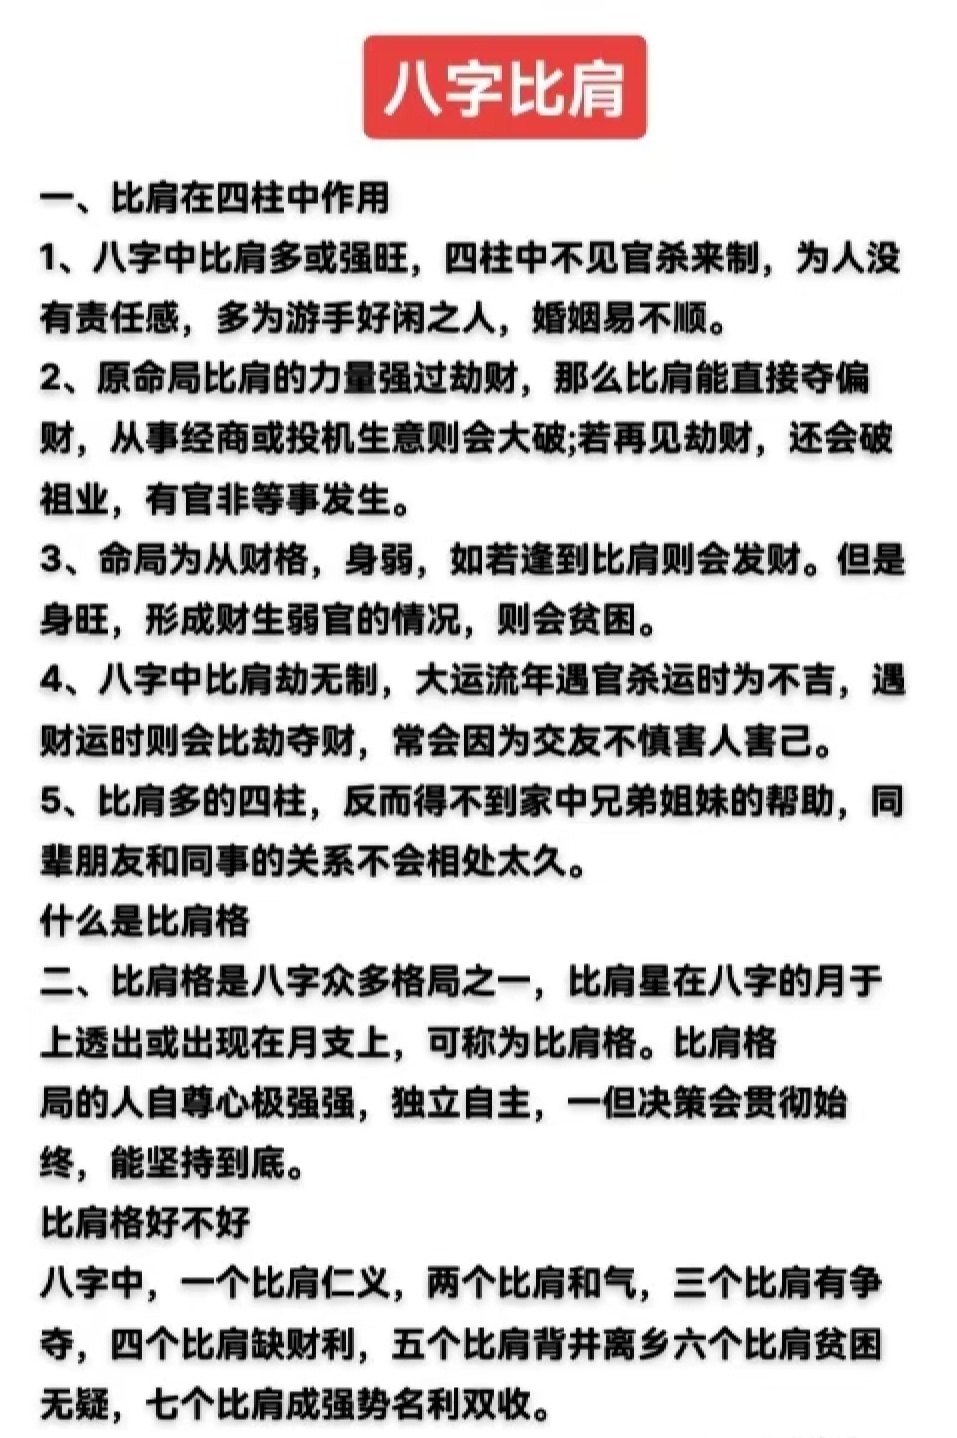 八字比肩
一、比肩在四柱中作用
1、八字中比肩多或强旺，四柱中不见官杀来制，为人没
有责任感，多为游手好闲之人，婚姻易不顺。
2、原命局比肩的力量强过劫财，那么比肩能直接夺偏
财，从事经商或投机生意则会大破;若再见劫财，还会破
祖业，有官非等事发生。
3、命局为从财格，身弱，如若逢到比肩则会发财。但是
身旺，形成财生弱官的情况，则会贫困。
4、八字中比肩劫无制，大运流年遇官杀运时为不吉，遇
财运时则会比劫夺财，常会因为交友不慎害人害己。
5、比肩多的四柱，反而得不到家中兄弟姐妹的帮助，同
辈朋友和同事的关系不会相处太久。
什么是比肩格
二、比肩格是八字众多格局之一，比肩星在八字的月于
上透出或出现在月支上，可称为比肩格。比肩格
局的人自尊心极强强，独立自主，一但决策会贯彻始
终，能坚持到底。
比肩格好不好
八字中，一个比肩仁义，两个比肩和气，三个比肩有争
夺，四个比肩缺财利，五个比肩背井离乡六个比肩贫困
无疑，七个比肩成强势名利双收。